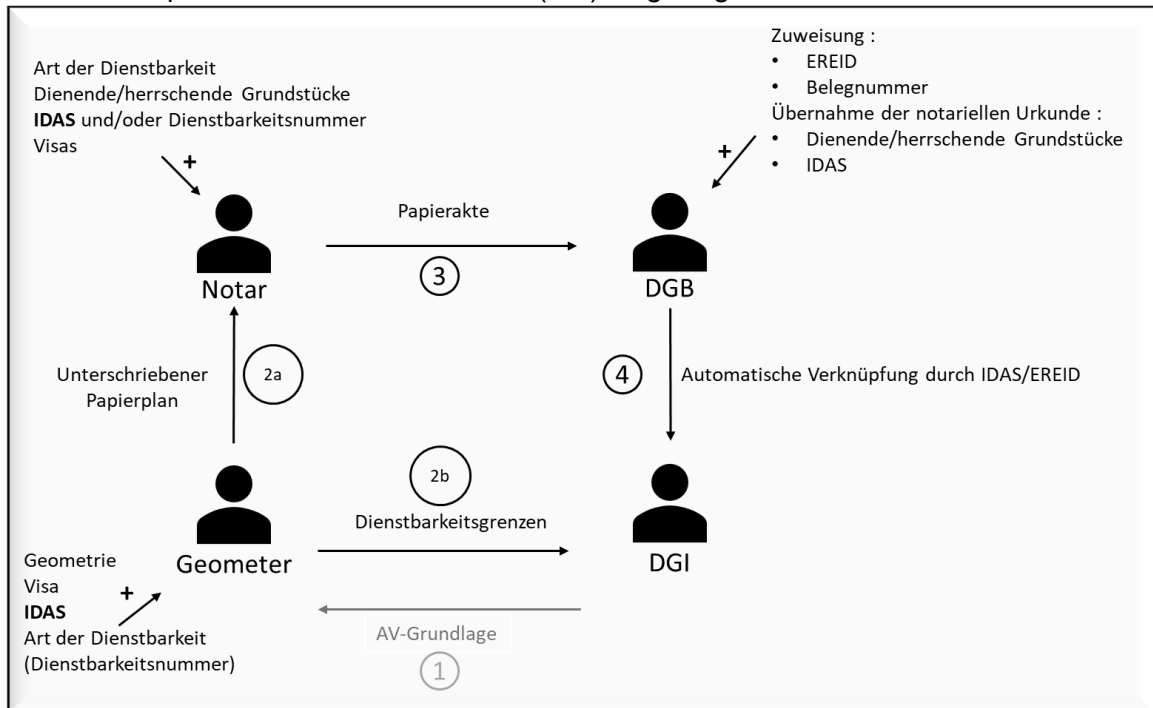 Zuweisung :
• EREID
• Belegnummer
Übernahme der notariellen Urkunde :
• Dienende/herrschende Grundstücke
• IDAS
+
Art der Dienstbarkeit
Dienende/herrschende Grundstücke
IDAS und/oder Dienstbarkeitsnummer
Visas
+
Papierakte
3
Notar
DGB
Unterschriebener
Papierplan
2a
4
Automatische Verknüpfung durch IDAS/EREID
2b
Dienstbarkeitsgrenzen
Geometer
DGI
Geometrie
Visa
IDAS
Art der Dienstbarkeit
(Dienstbarkeitsnummer)
+
AV-Grundlage
1